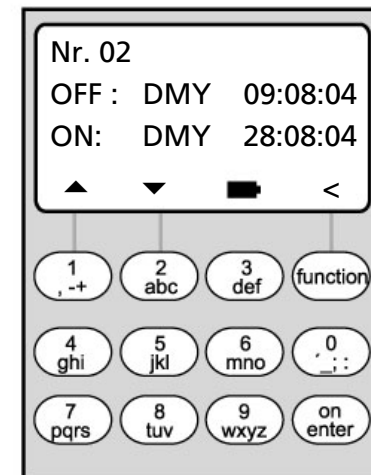 Nr. 02
OFF : DMY 09:08:04
ON: DMY 28:08:04
<
1 2 3 function
, -+ abc def
4 5 6 0
ghi jkl mno ´_; :
7 8 9 on
pqrs tuv wxyz enter